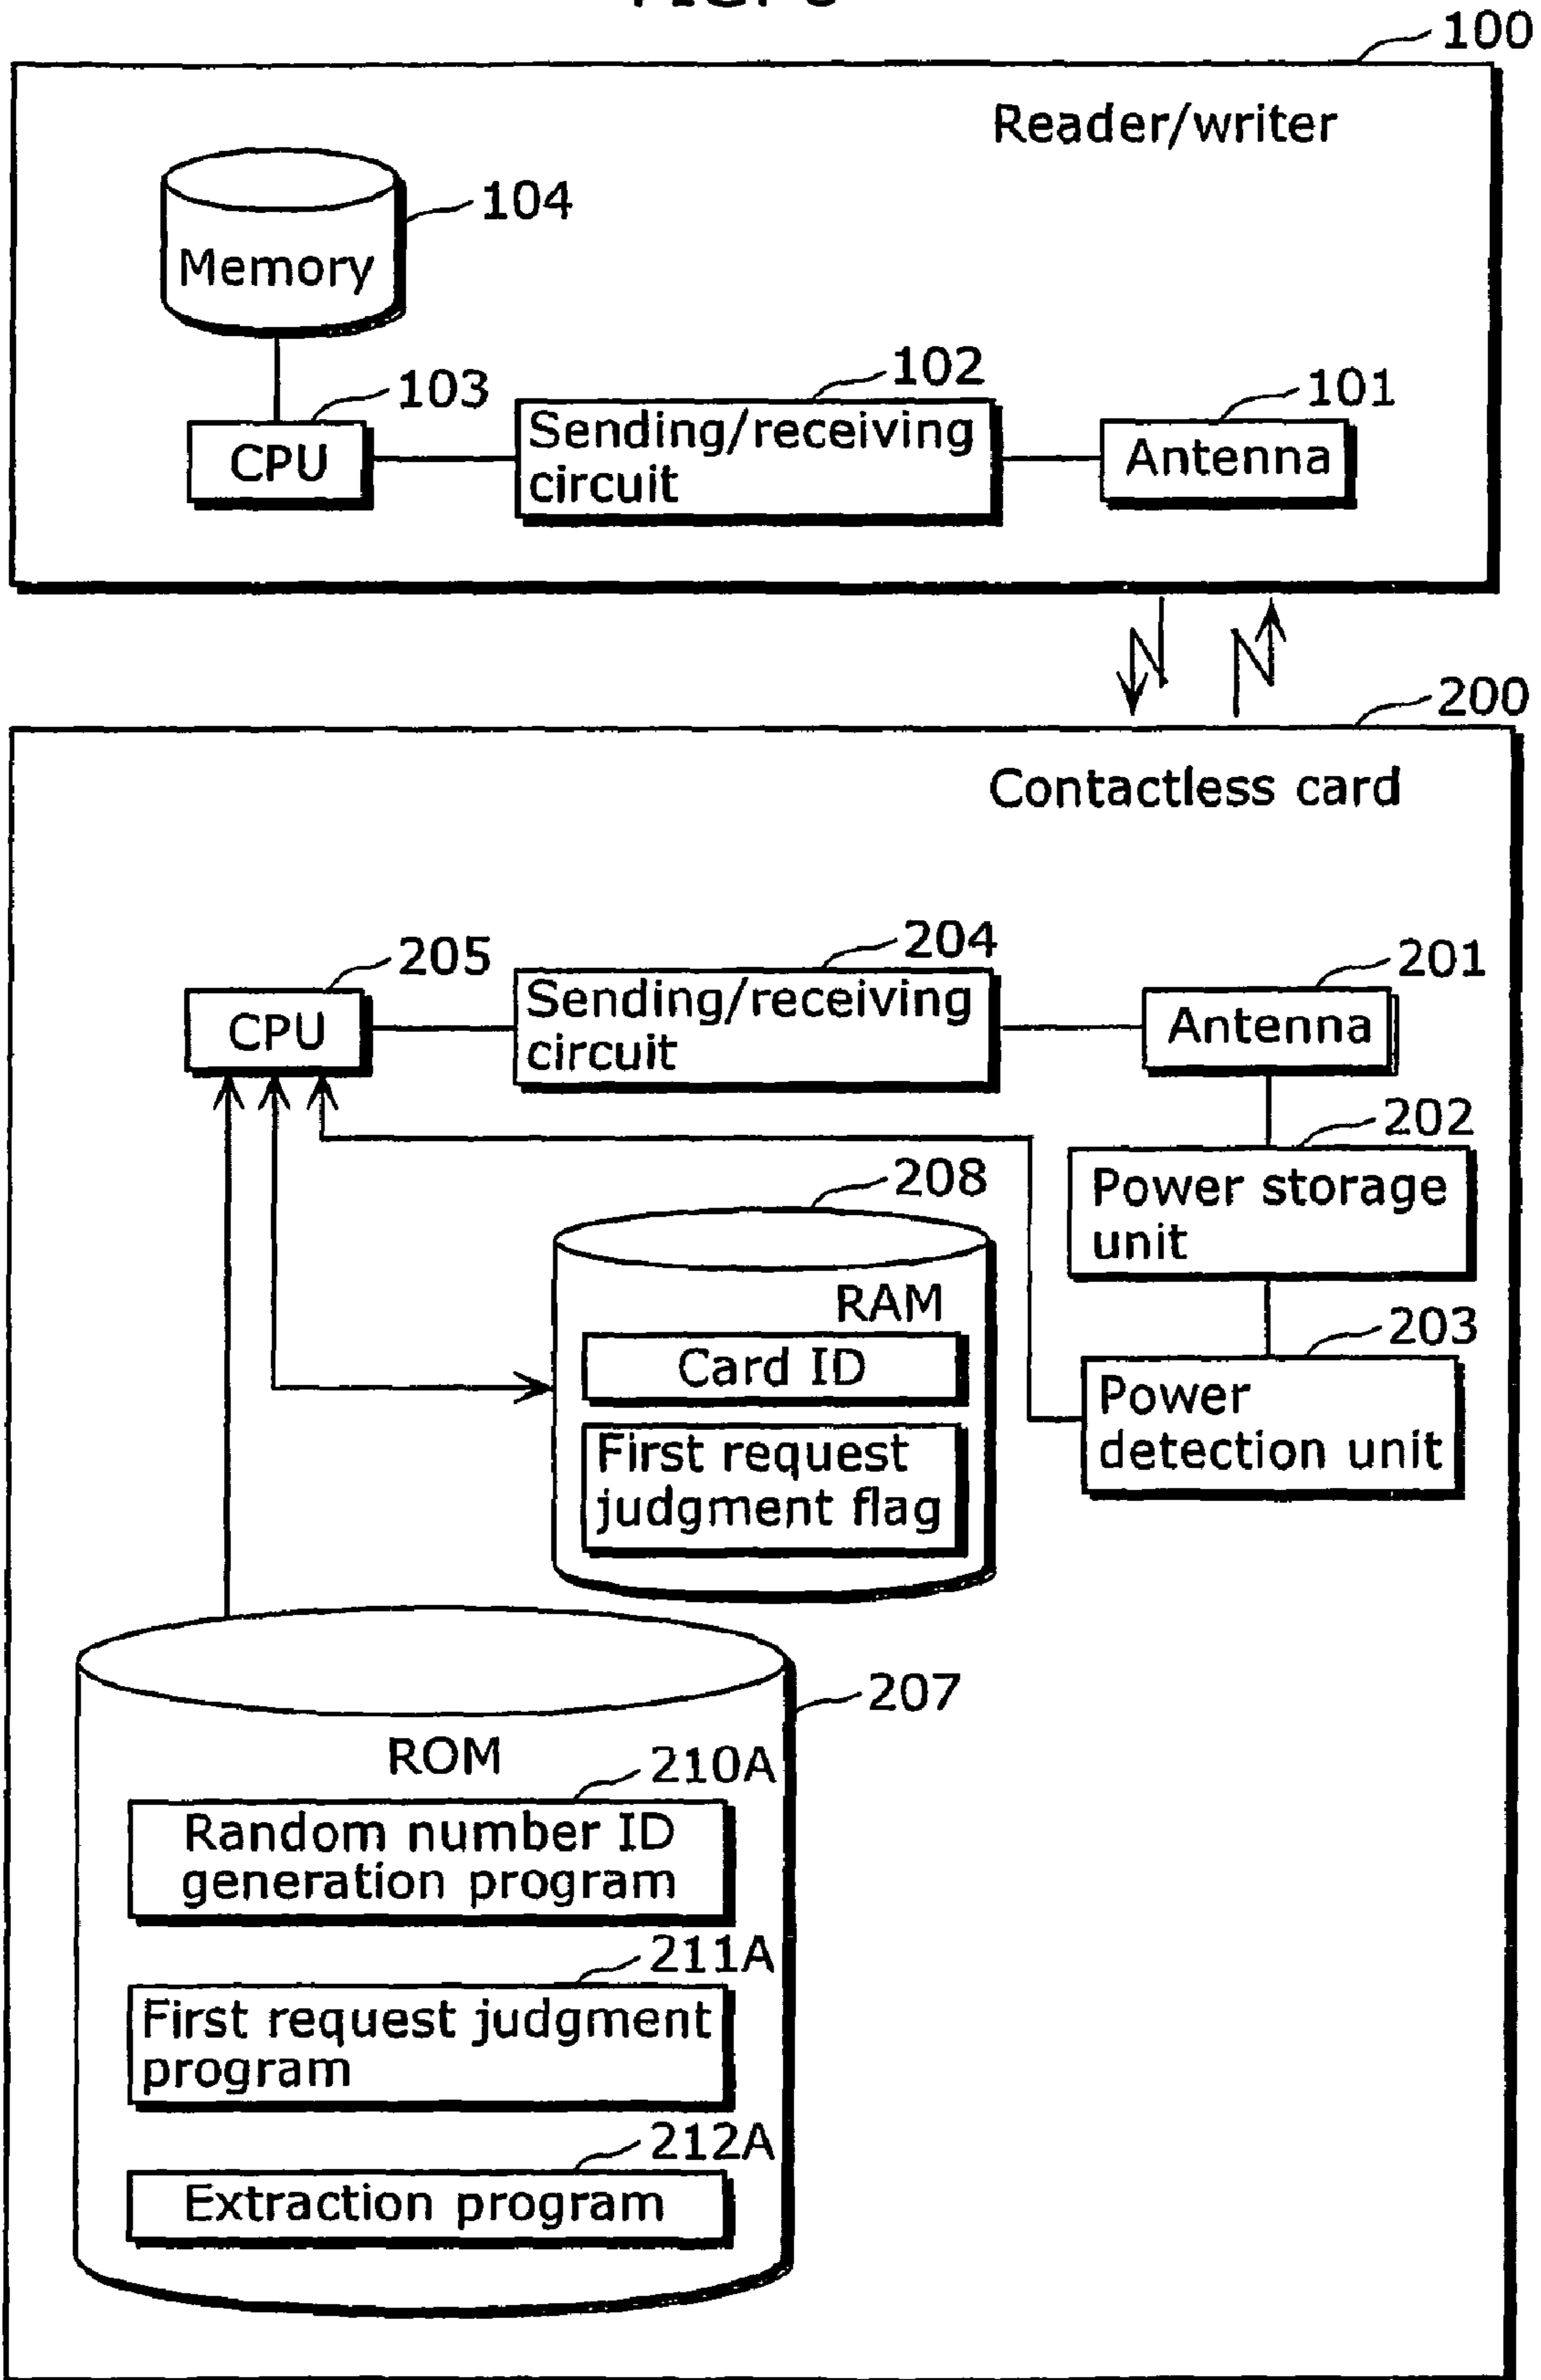 100
Reader/writer
104
Memory
103
102
101
CPU
Sending/receiving
circuit
Antenna
200
Contactless card
205
204
201
CPU
Sending/receiving
circuit
Antenna
202
Power storage
unit
208
RAM
Card ID
First request
judgment flag
203
Power
detection unit
207
ROM
210A
Random number ID
generation program
211A
First request judgment
program
212A
Extraction program